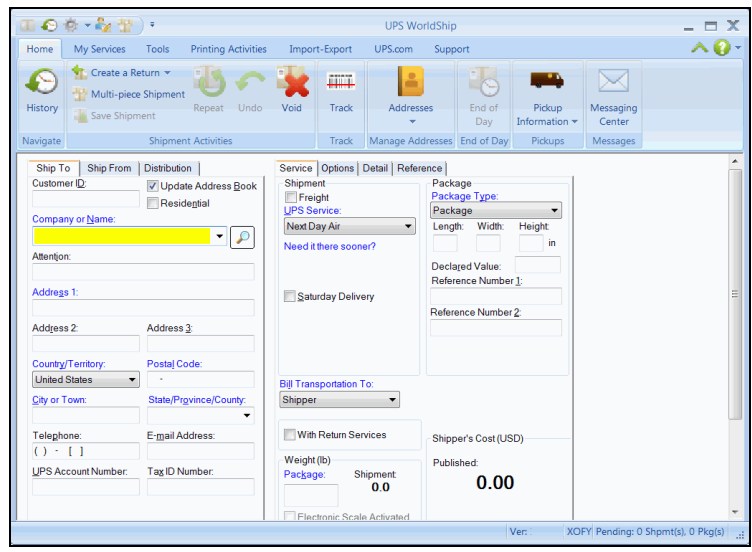 UPS WorldShip
Home My Services Tools Printing Activities Import-Export UPS.com Support
History Create a Return Multi-piece Shipment Save Shipment Repeat Undo Void Track Addresses End of Day Pickup Information Messaging Center
Navigate Shipment Activities Track Manage Addresses End of Day Pickups Messages
Ship To Ship From Distribution
Customer ID:
Update Address Book
Residential
Company or Name:
Attention:
Address 1:
Address 2: Address 3:
Country/Territory: Postal Code:
United States -
City or Town: State/Province/County:
Telephone: E-mail Address:
( ) - [ ]
UPS Account Number: Tax ID Number:
Service Options Detail Reference
Shipment
Freight
UPS Service:
Next Day Air
Need it there sooner?
Saturday Delivery
Bill Transportation To:
Shipper
With Return Services
Weight (lb)
Package: Shipment:
0.0
Electronic Scale Activated
Package
Package Type:
Package
Length: Width: Height:
in
Declared Value:
Reference Number 1:
Reference Number 2:
Shipper's Cost (USD)
Published:
0.00
Ver: XOFY Pending: 0 Shpmt(s), 0 Pkg(s)